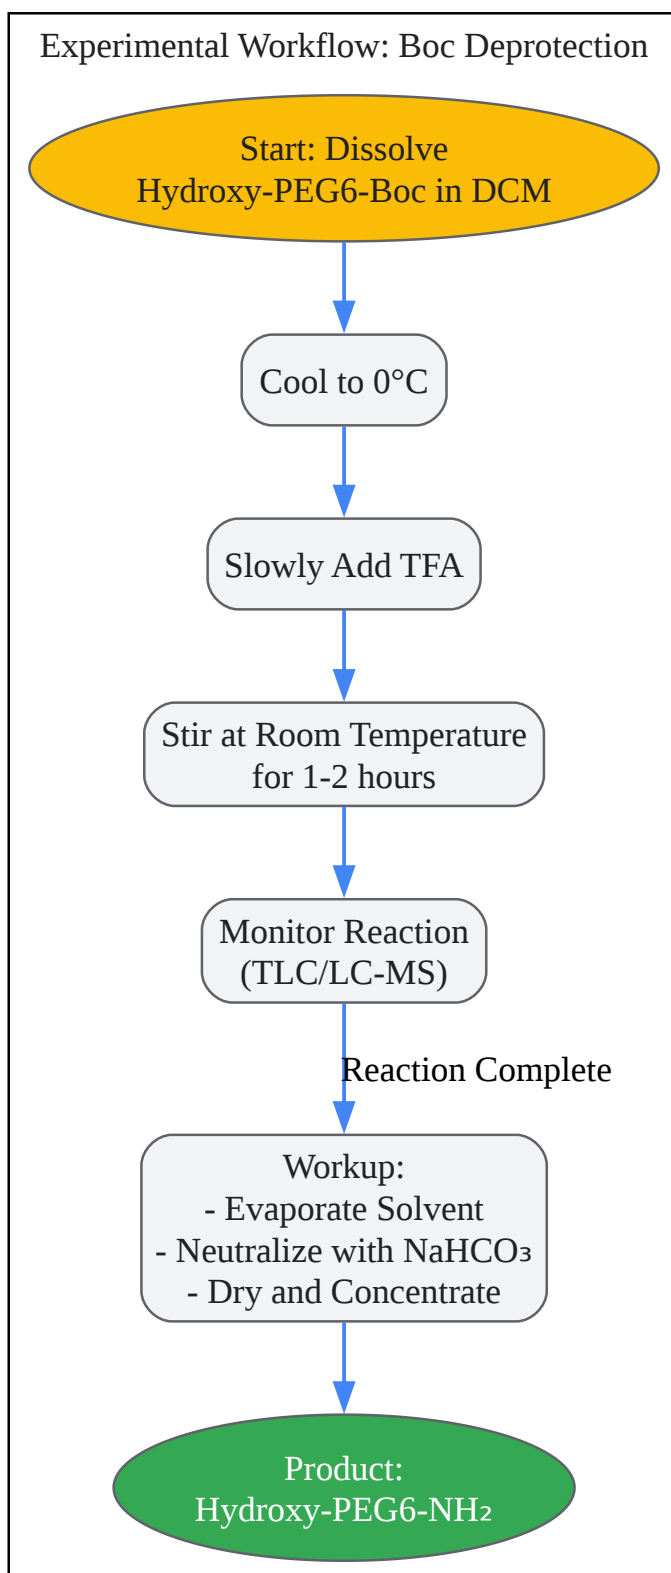 Experimental Workflow: Boc Deprotection
Start: Dissolve
Hydroxy-PEG6-Boc in DCM
Cool to 0°C
Slowly Add TFA
Stir at Room Temperature
for 1-2 hours
Monitor Reaction
(TLC/LC-MS)
Reaction Complete
Workup:
- Evaporate Solvent
- Neutralize with NaHCO₃
- Dry and Concentrate
Product:
Hydroxy-PEG6-NH₂